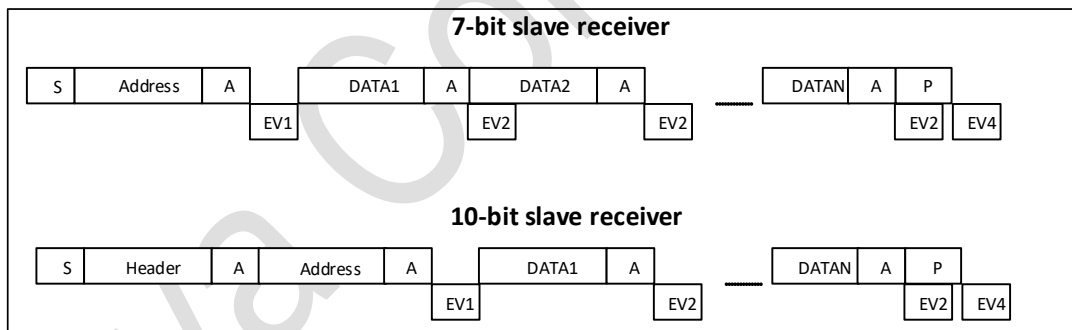 7-bit slave receiver
S Address A DATA1 A DATA2 A DATAN A P
EV1 EV2 EV2 EV2 EV4
10-bit slave receiver
S Header A Address A DATA1 A DATAN A P
EV1 EV2 EV2 EV4